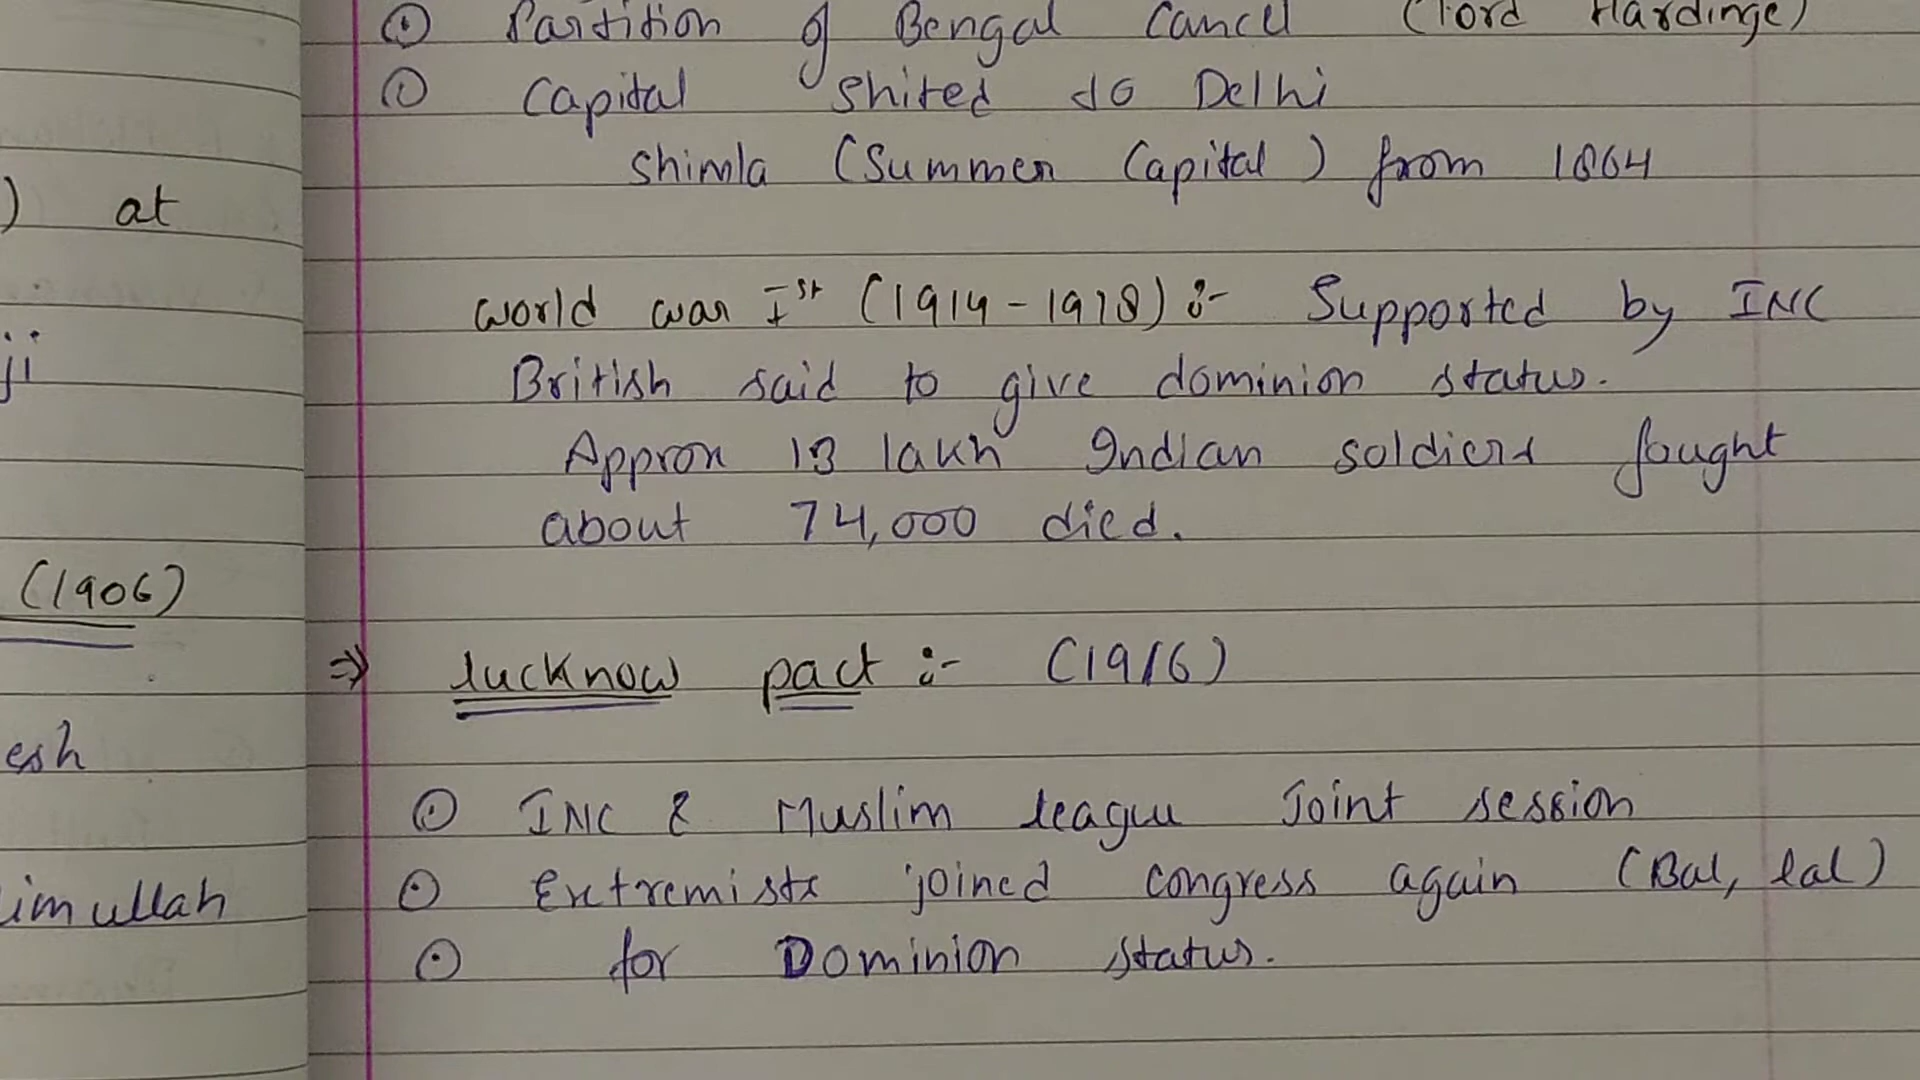 Partition of Bengal Cancel (Lord Hardinge)
Capital shited to Delhi
Shimla (Summer Capital) from 1864
) at
World war Ist (1914-1918) :- Supported by INC
British said to give dominion status.
ji
Approx 13 lakh Indian soldiers fought
about 74,000 died.
(1906)
⇒ lucknow pact :- (1916)
esh
INC & Muslim league Joint session
Extremists joined congress again (Bal, lal)
imullah
for Dominion status.